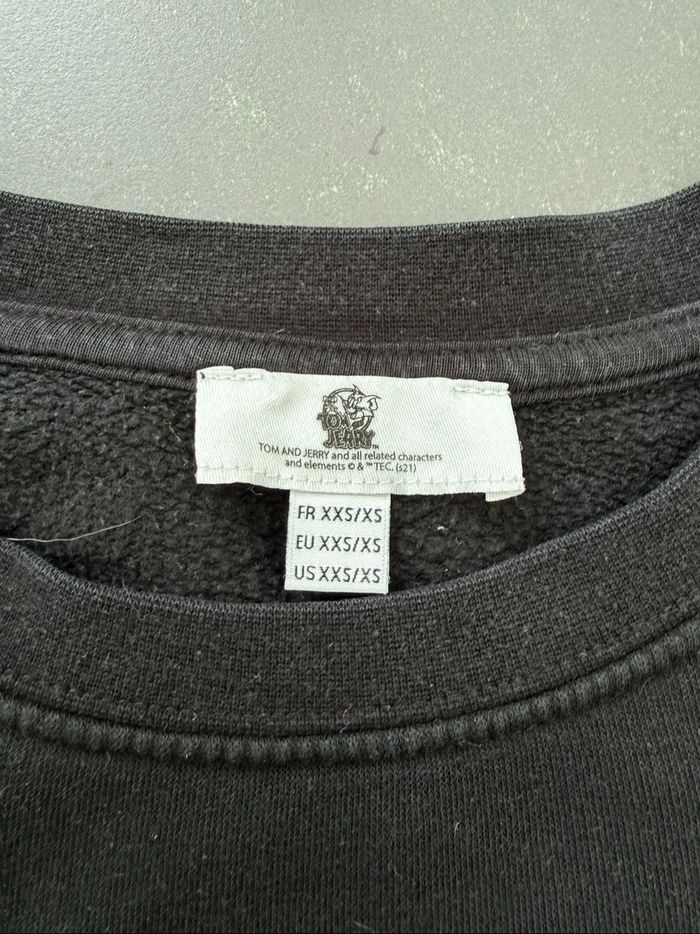 TOM
AND
JERRY™
TOM AND JERRY and all related characters
and elements © & ™ TEC. (s21)
FR XXS/XS
EU XXS/XS
US XXS/XS